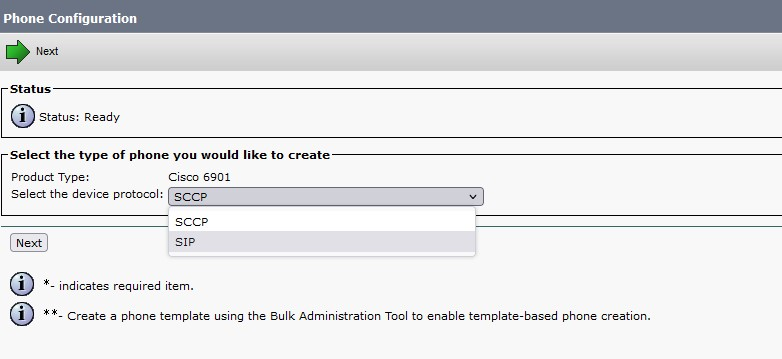 Phone Configuration
Next
Status
Status: Ready
Select the type of phone you would like to create
Product Type: Cisco 6901
Select the device protocol: SCCP
SCCP
SIP
Next
*- indicates required item.
**- Create a phone template using the Bulk Administration Tool to enable template-based phone creation.